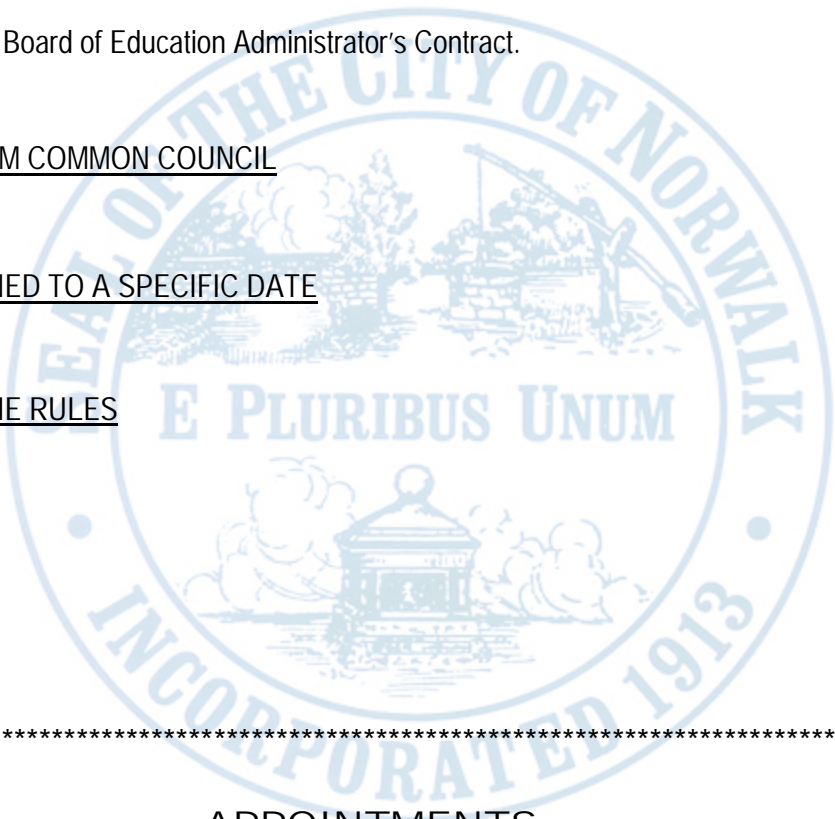 Board of Education Administrator's Contract.
SEAL OF THE CITY OF NORWALK
COMMON COUNCIL
TO A SPECIFIC DATE
RULES
E PLURIBUS UNUM
INCORPORATED 1913
*******************************************************************
APPOINTMENTS